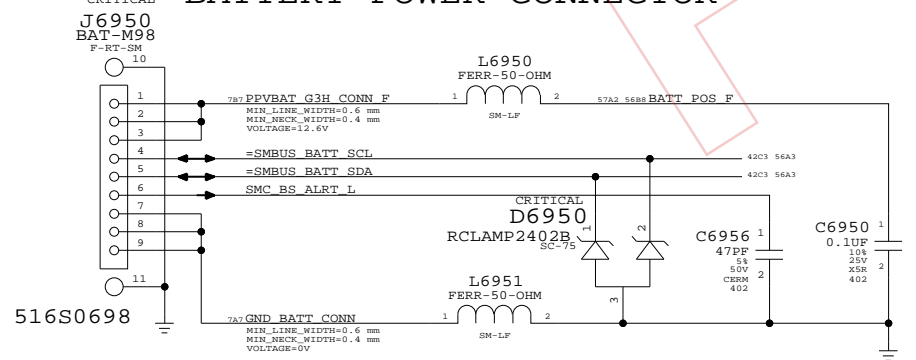 CRITICAL
BATTERY POWER CONNECTOR
J6950
BAT-M98
F-RT-SM
10
1
2
3
4
5
6
7
8
9
11
516S0698
7B7 PPVBAT_G3H_CONN_F
MIN_LINE_WIDTH=0.6 mm
MIN_NECK_WIDTH=0.4 mm
VOLTAGE=12.6V
L6950
FERR-50-OHM
1 2
SM-LF
57A2 56B8 BATT_POS_F
=SMBUS_BATT_SCL
42C3 56A3
=SMBUS_BATT_SDA
42C3 56A3
SMC_BS_ALRT_L
CRITICAL
D6950
RCLAMP2402B
SC-75
1 2
3
C6956
47PF
5%
50V
CERM
402
1
2
C6950
0.1UF
10%
25V
X5R
402
1
2
L6951
FERR-50-OHM
1 2
SM-LF
7A7 GND_BATT_CONN
MIN_LINE_WIDTH=0.6 mm
MIN_NECK_WIDTH=0.4 mm
VOLTAGE=0V